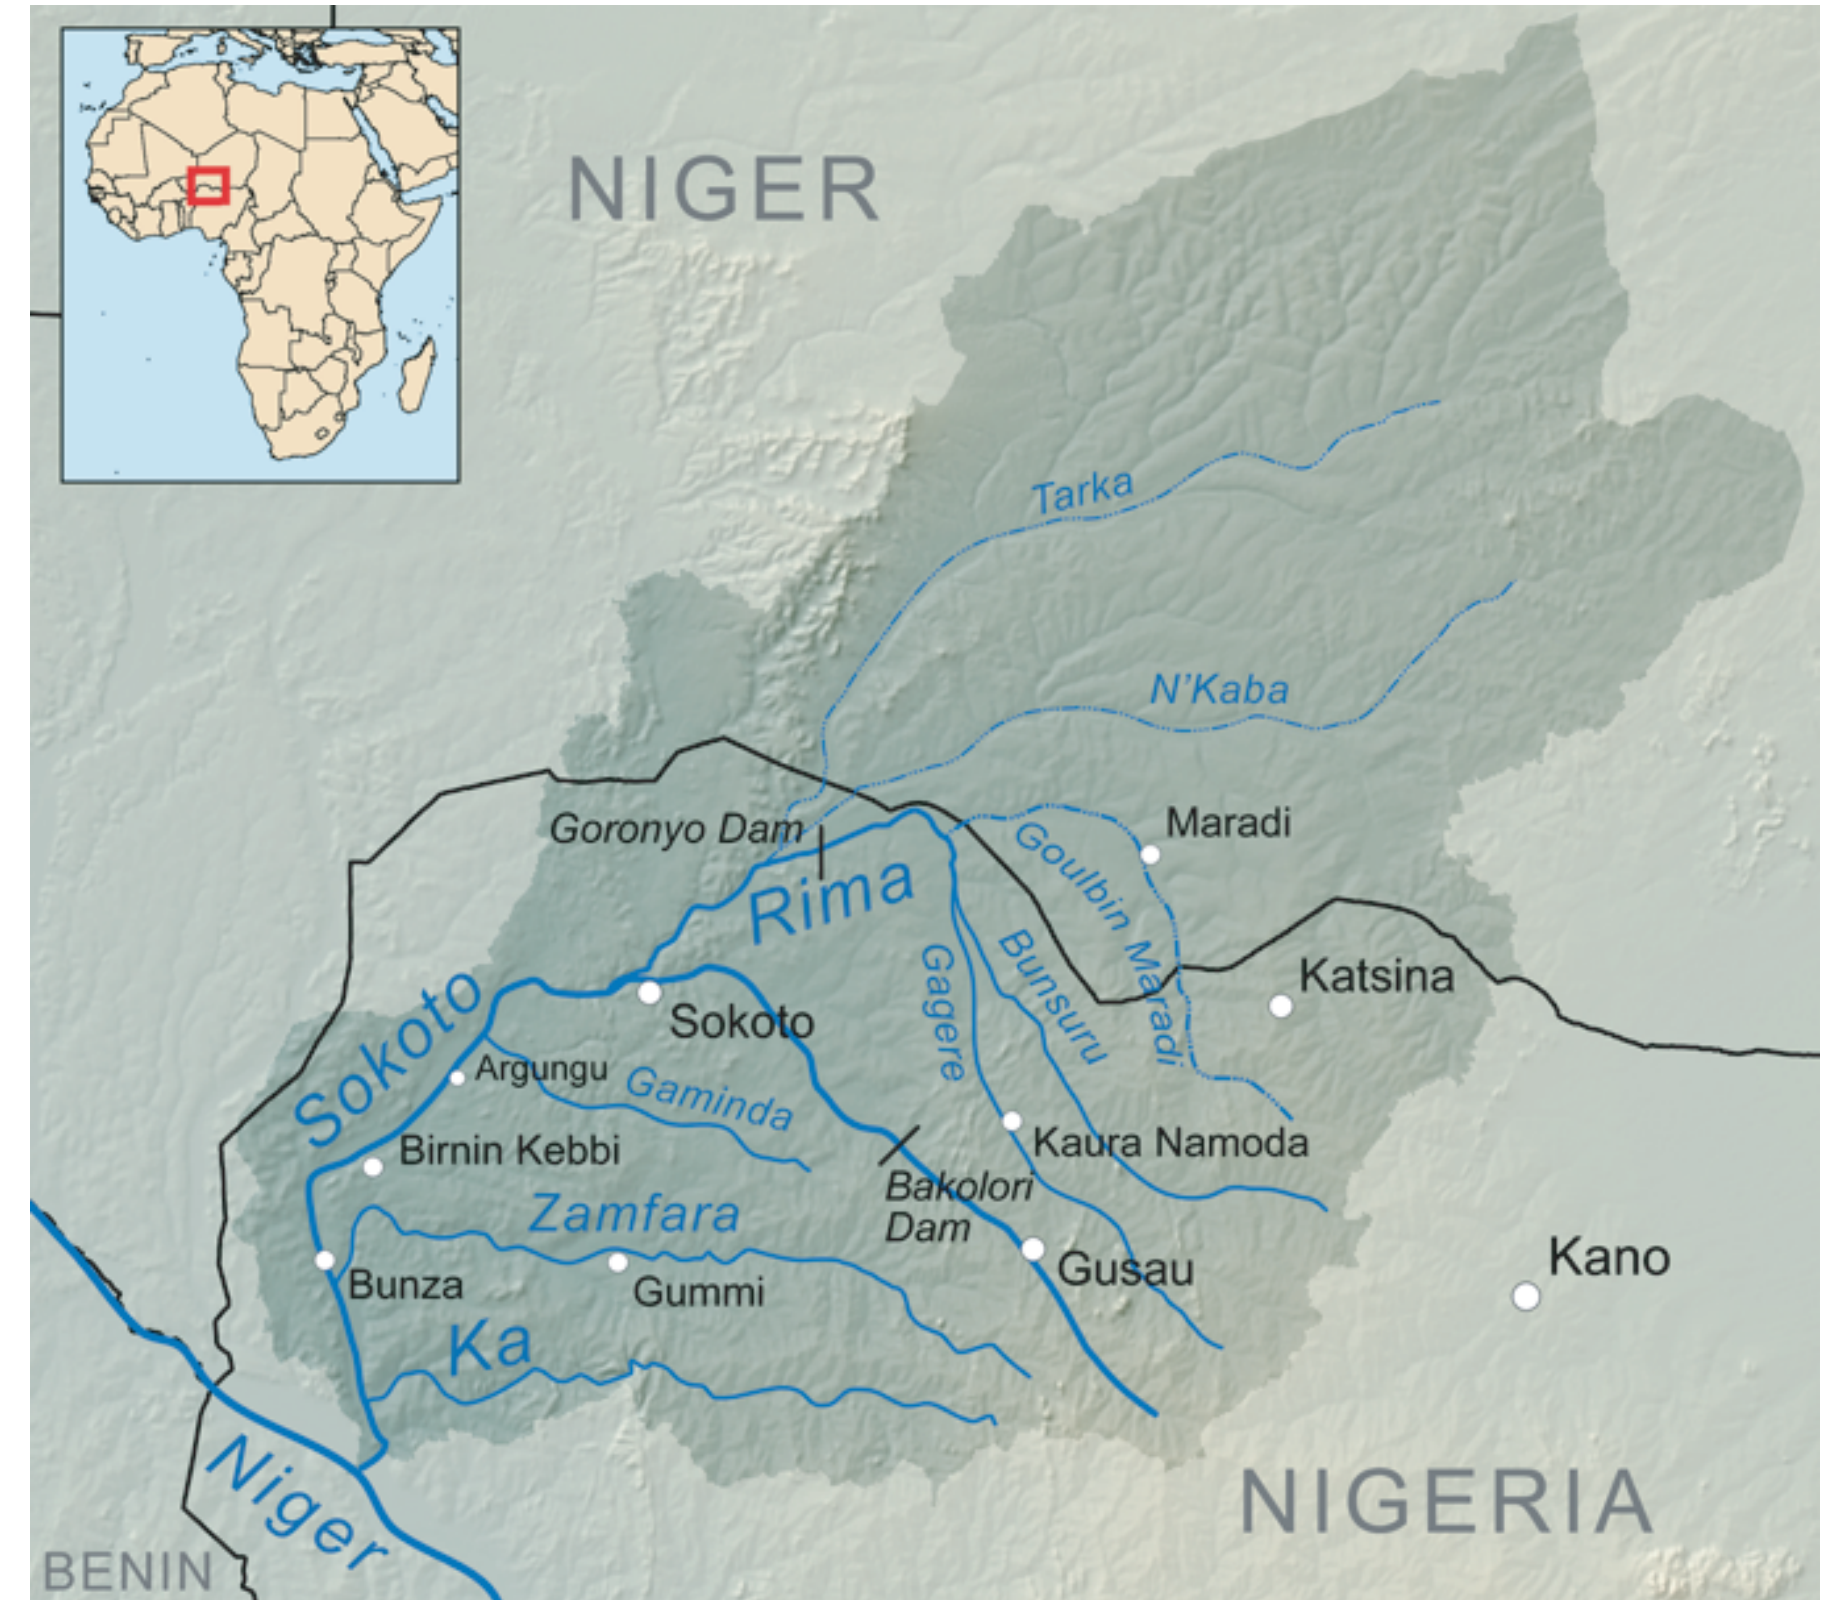 NIGER
Tarka
N'Kaba
Maradi
Goronyo Dam
Goulbin Maradi
Rima
Bunsuru
Gagere
Katsina
Sokoto
Sokoto
Argungu
Gaminda
Birnin Kebbi
Kaura Namoda
Bakolori
Dam
Zamfara
Gusau
Kano
Bunza
Gummi
Ka
Niger
NIGERIA
BENIN